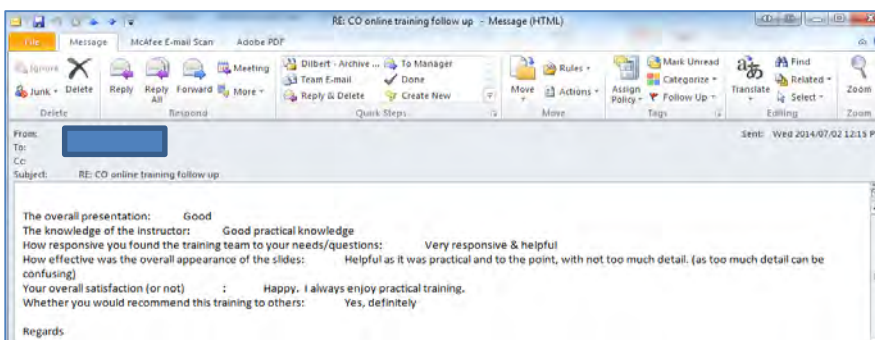 RE: CO online training follow up - Message (HTML)
File Message McAfee E-mail Scan Adobe PDF
Ignore Delete Reply Reply All Forward Meeting Dilbert - Archive ... To Manager Move Rules Assign Policy Mark Unread Translate Find Zoom
Junk More Team E-mail Done Actions Categorize Related
Reply & Delete Create New Follow Up Select
Delete Respond Quick Steps Move Tags Editing Zoom
From: Sent: Wed 2014/07/02 12:15 P
To:
Cc:
Subject: RE: CO online training follow up
The overall presentation: Good
The knowledge of the instructor: Good practical knowledge
How responsive you found the training team to your needs/questions: Very responsive & helpful
How effective was the overall appearance of the slides: Helpful as it was practical and to the point, with not too much detail. (as too much detail can be
confusing)
Your overall satisfaction (or not) : Happy. I always enjoy practical training.
Whether you would recommend this training to others: Yes, definitely
Regards